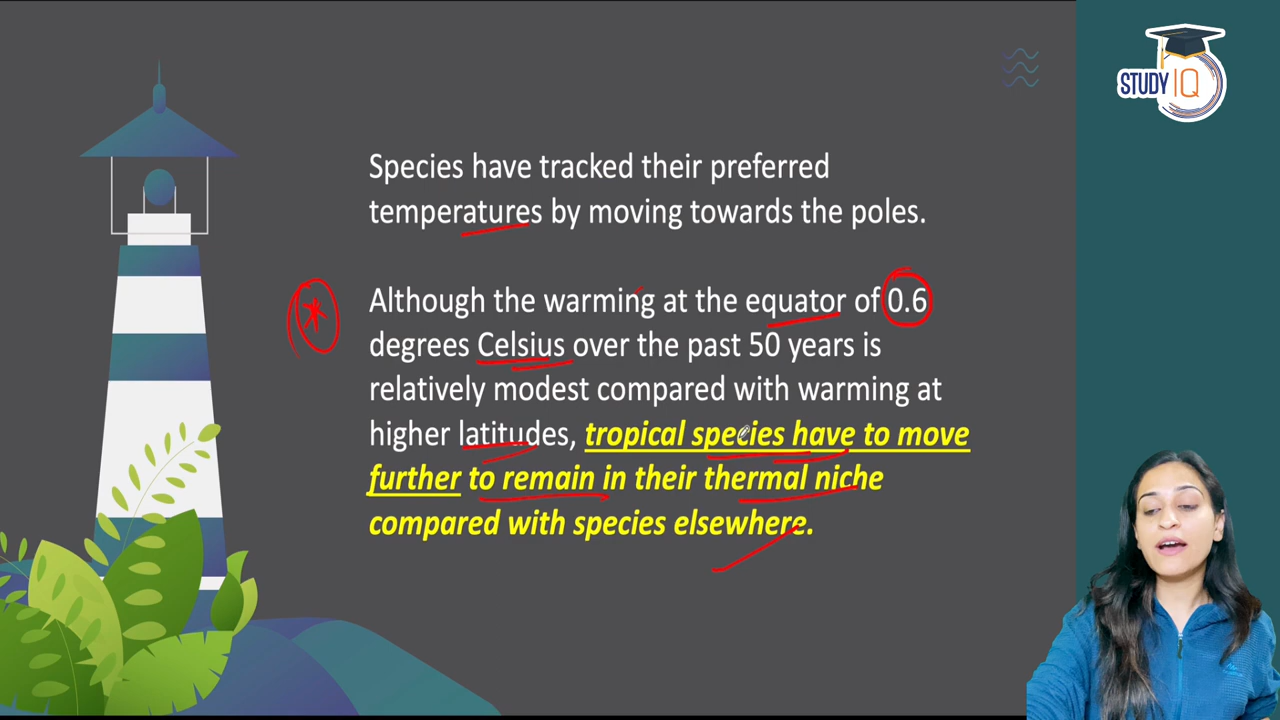 STUDY IQ
Species have tracked their preferred
temperatures by moving towards the poles.
Although the warming at the equator of 0.6
degrees Celsius over the past 50 years is
relatively modest compared with warming at
higher latitudes, tropical species have to move
further to remain in their thermal niche
compared with species elsewhere.